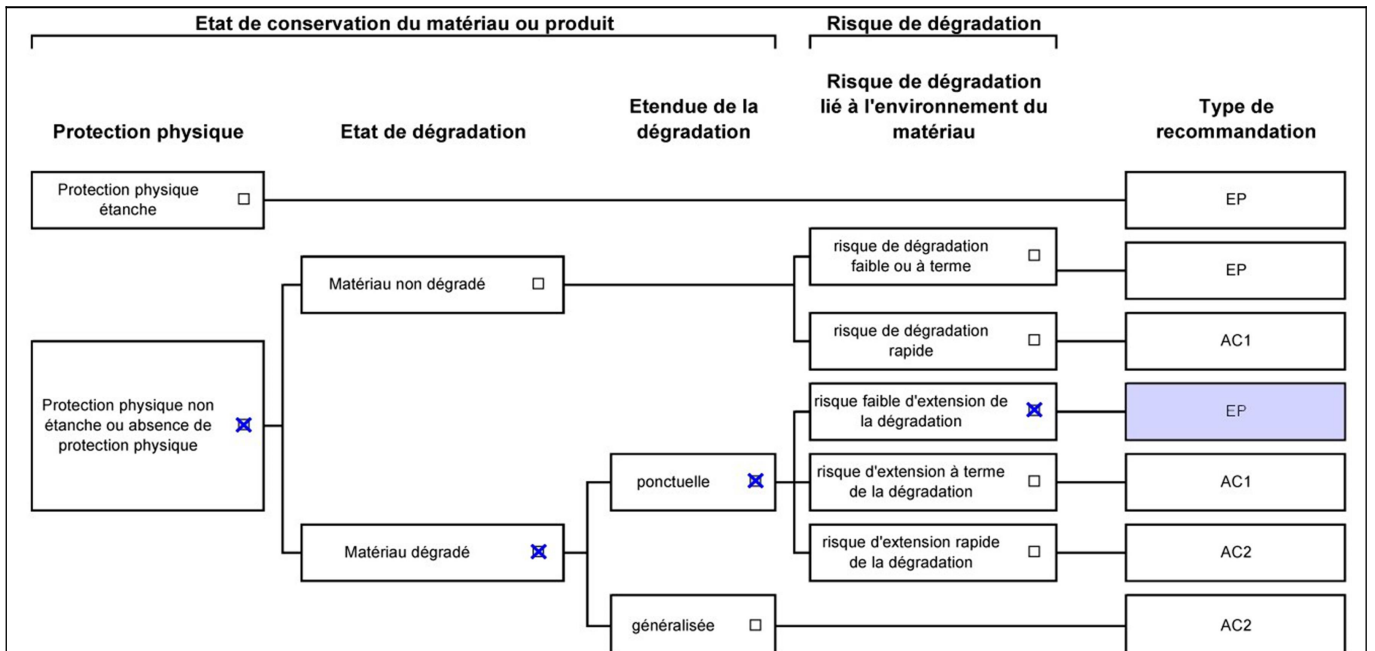 Etat de conservation du matériau ou produit
Risque de dégradation
Protection physique
Etat de dégradation
Etendue de la
dégradation
Risque de dégradation
lié à l'environnement du
matériau
Type de
recommandation
Protection physique
étanche
EP
risque de dégradation
faible ou à terme
EP
Matériau non dégradé
risque de dégradation
rapide
AC1
Protection physique non
étanche ou absence de
protection physique
risque faible d'extension de
la dégradation
EP
ponctuelle
risque d'extension à terme
de la dégradation
AC1
Matériau dégradé
risque d'extension rapide
de la dégradation
AC2
généralisée
AC2